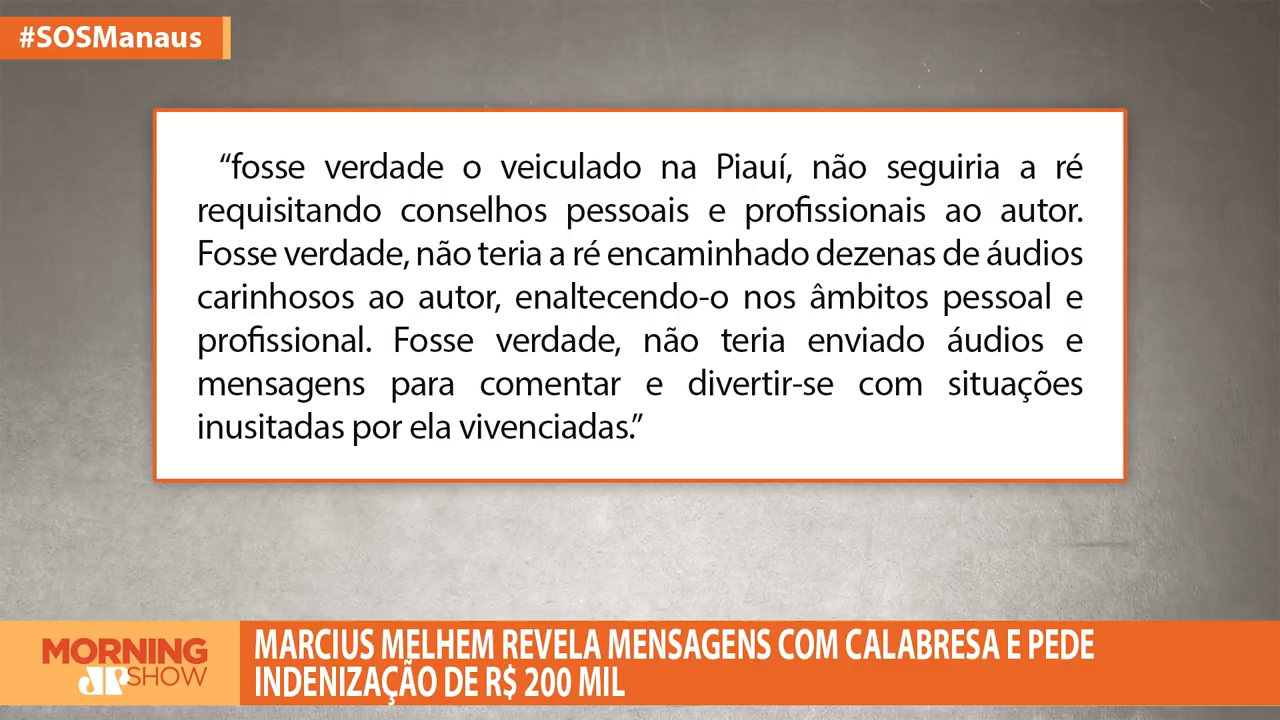 #SOSManaus
“fosse verdade o veiculado na Piauí, não seguiria a ré
requisitando conselhos pessoais e profissionais ao autor.
Fosse verdade, não teria a ré encaminhado dezenas de áudios
carinhosos ao autor, enaltecendo-o nos âmbitos pessoal e
profissional. Fosse verdade, não teria enviado áudios e
mensagens para comentar e divertir-se com situações
inusitadas por ela vivenciadas.”
MORNING
JP SHOW
MARCIUS MELHEM REVELA MENSAGENS COM CALABRESA E PEDE
INDENIZAÇÃO DE R$ 200 MIL